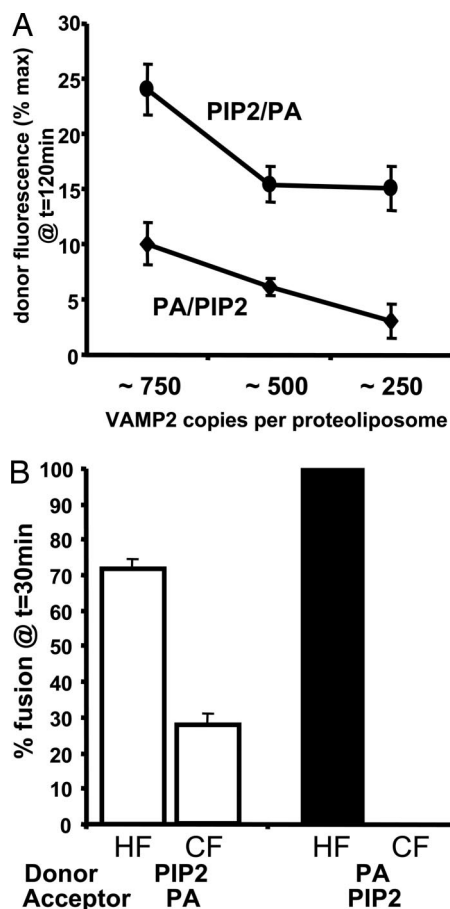 A
donor fluorescence (% max)
@ t=120min
30
25
20
15
10
5
0
PIP2/PA
PA/PIP2
~ 750 ~ 500 ~ 250
VAMP2 copies per proteoliposome
B
% fusion @ t=30min
100
90
80
70
60
50
40
30
20
10
0
HF CF HF CF
Donor PIP2 PA
Acceptor PA PIP2